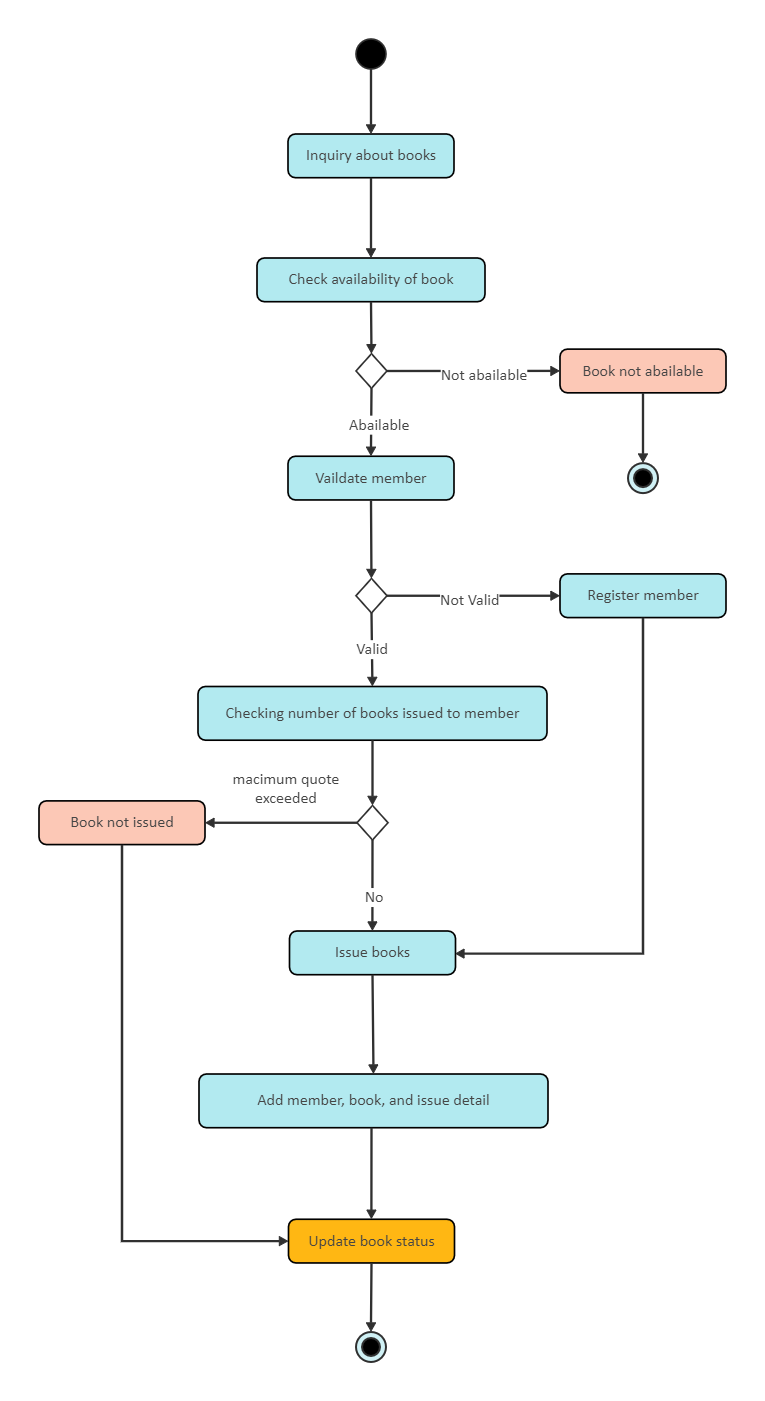 Inquiry about books
Check availability of book
Not abailable
Book not abailable
Abailable
Vaildate member
Not Valid
Register member
Valid
Checking number of books issued to member
macimum quote
exceeded
Book not issued
No
Issue books
Add member, book, and issue detail
Update book status